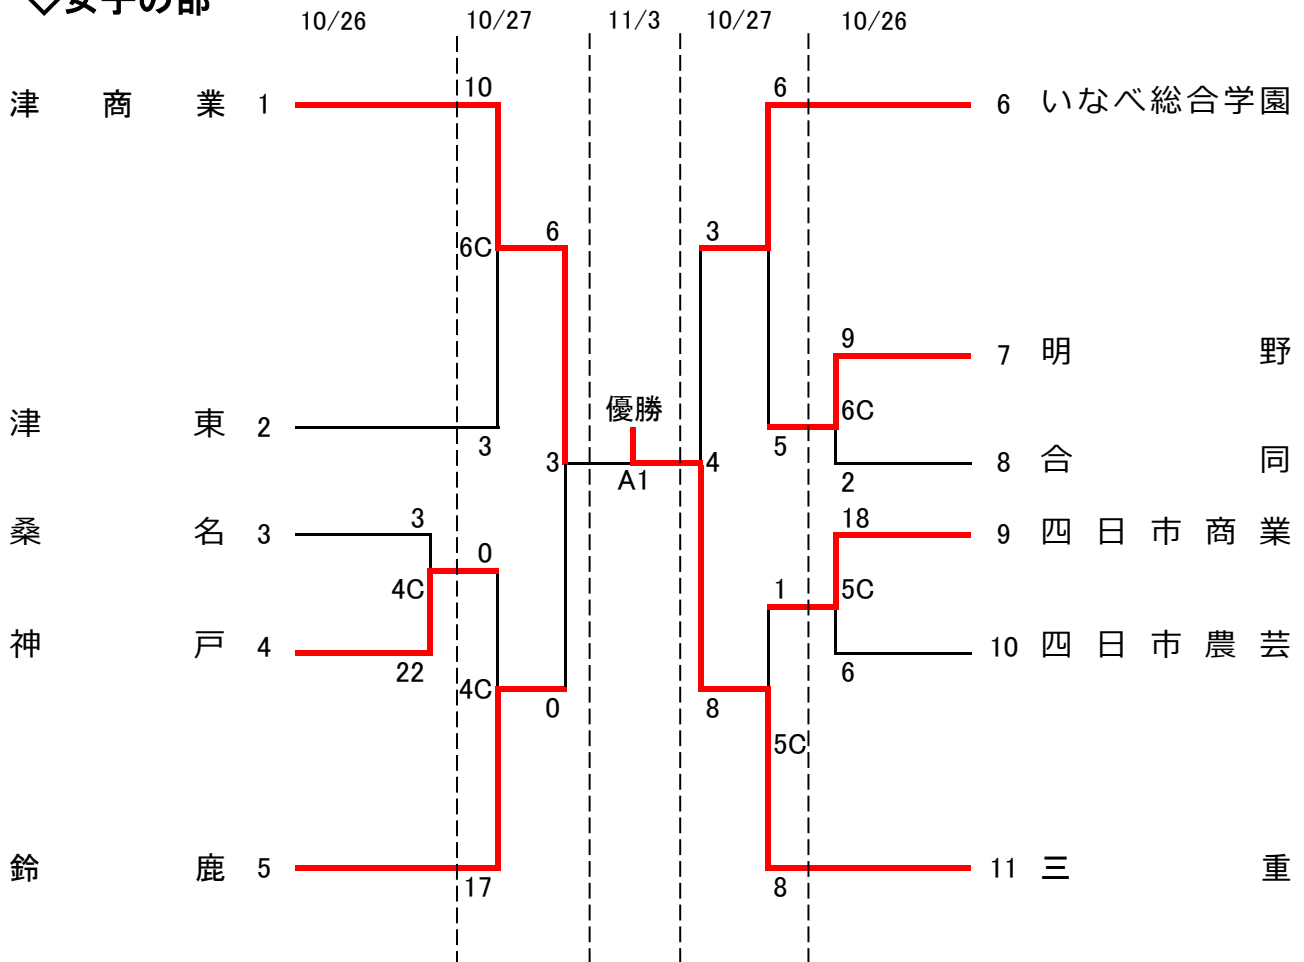 ◇女子の部
10/26 10/27 11/3 10/27 10/26
10 6
津商業 1 6 いなべ総合学園
6 3
6C
9
7 明野
優勝 6C
津東 2
3 5
3 4 8 合同
A1 2
3 18
桑名 3 9 四日市商業
0
4C 1 5C
神戸 4 10 四日市農芸
22 6
4C
0 8
5C
鈴鹿 5 11 三重
17 8